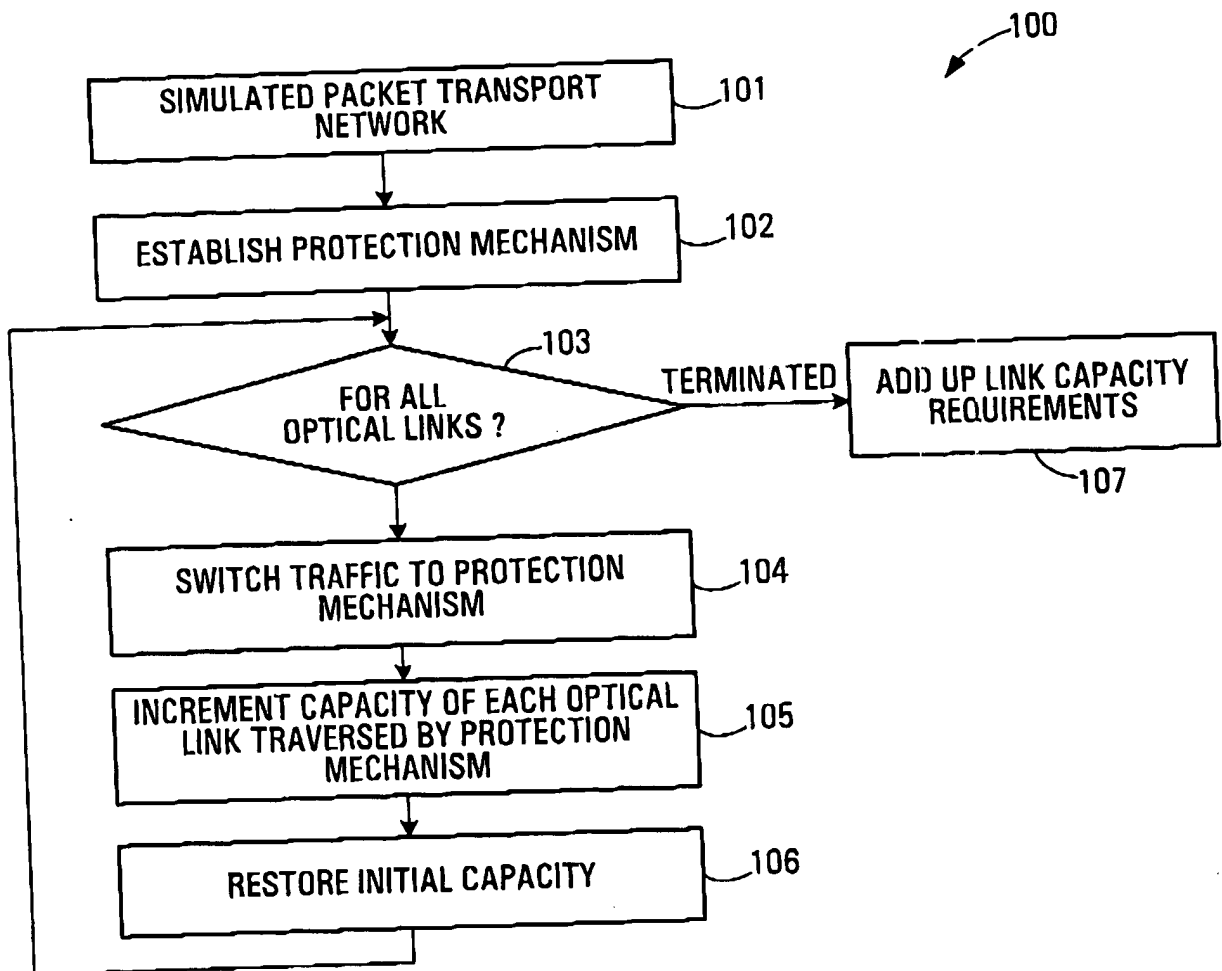 100
SIMULATED PACKET TRANSPORT
NETWORK
101
ESTABLISH PROTECTION MECHANISM
102
103
FOR ALL
OPTICAL LINKS ?
TERMINATED
ADD UP LINK CAPACITY
REQUIREMENTS
107
SWITCH TRAFFIC TO PROTECTION
MECHANISM
104
INCREMENT CAPACITY OF EACH OPTICAL
LINK TRAVERSED BY PROTECTION
MECHANISM
105
RESTORE INITIAL CAPACITY
106